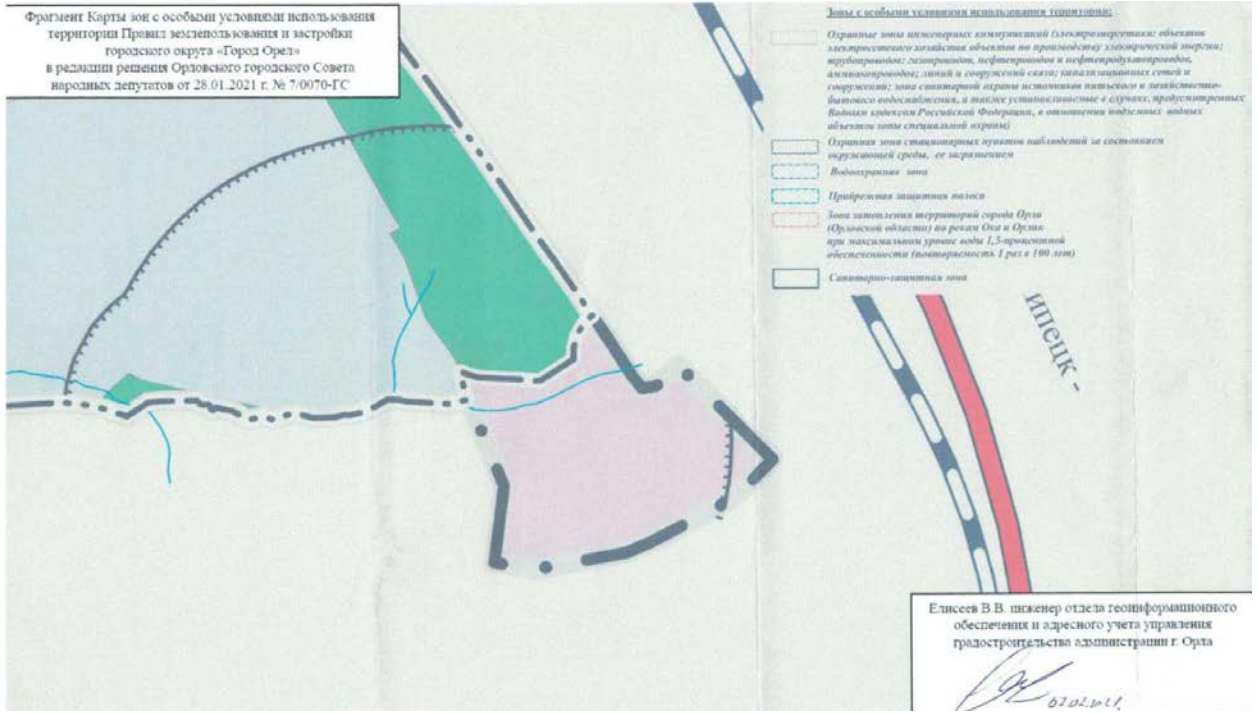 Фрагмент Карты зон с особыми условиями использования
территории Правил землепользования и застройки
городского округа «Город Орел»
в редакции решения Орловского городского Совета
народных депутатов от 28.01.2021 г. № 7/0070-ГС
Зоны с особыми условиями использования территории:
Охранные зоны инженерных коммуникаций (электроэнергетики: объектов
электросетевого хозяйства объектов по производству электрической энергии;
трубопроводов: газопроводов, нефтепроводов и нефтепродуктопроводов,
аммиакопроводов; линий и сооружений связи; канализационных сетей и
сооружений; зона санитарной охраны источников питьевого и хозяйственно-
бытового водоснабжения, а также устанавливаемые в случаях, предусмотренных
Водным кодексом Российской Федерации, в отношении подземных водных
объектов зоны специальной охраны)
Охранная зона стационарных пунктов наблюдений за состоянием
окружающей среды, ее загрязнением
Водоохранная зона
Прибрежная защитная полоса
Зона затопления территорий города Орла
(Орловской области) по рекам Ока и Орлик
при максимальном уровне воды 1,5-процентной
обеспеченности (повторяемость 1 раз в 100 лет)
Санитарно-защитная зона
ипецк -
Елисеев В.В. инженер отдела геоинформационного
обеспечения и адресного учета управления
градостроительства администрации г. Орла
02.02.2021.